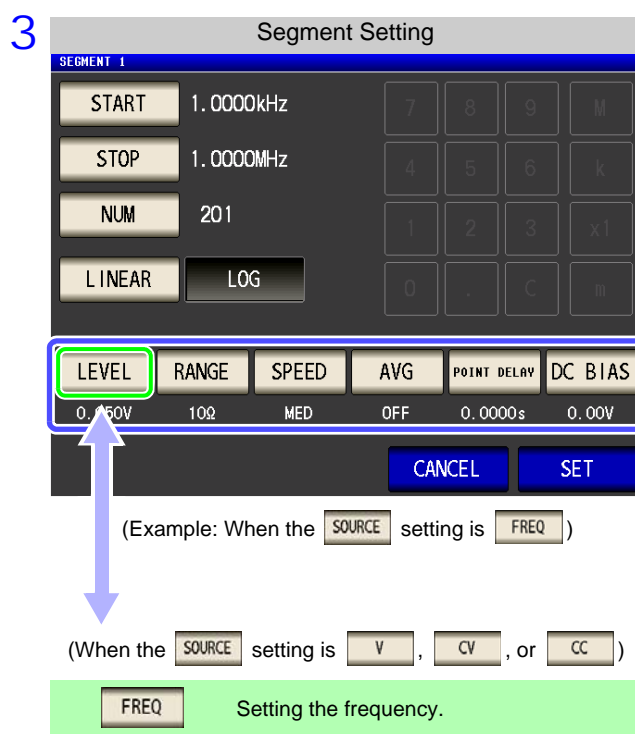 3
Segment Setting
SEGMENT 1
START 1.0000kHz 7 8 9 M
STOP 1.0000MHz 4 5 6 k
NUM 201 1 2 3 x1
LINEAR LOG 0 . C m
LEVEL RANGE SPEED AVG POINT DELAY DC BIAS
10Ω MED OFF 0.0000s 0.00V
CANCEL SET
(Example: When the SOURCE setting is FREQ )
(When the SOURCE setting is V , CV , or CC )
FREQ Setting the frequency.